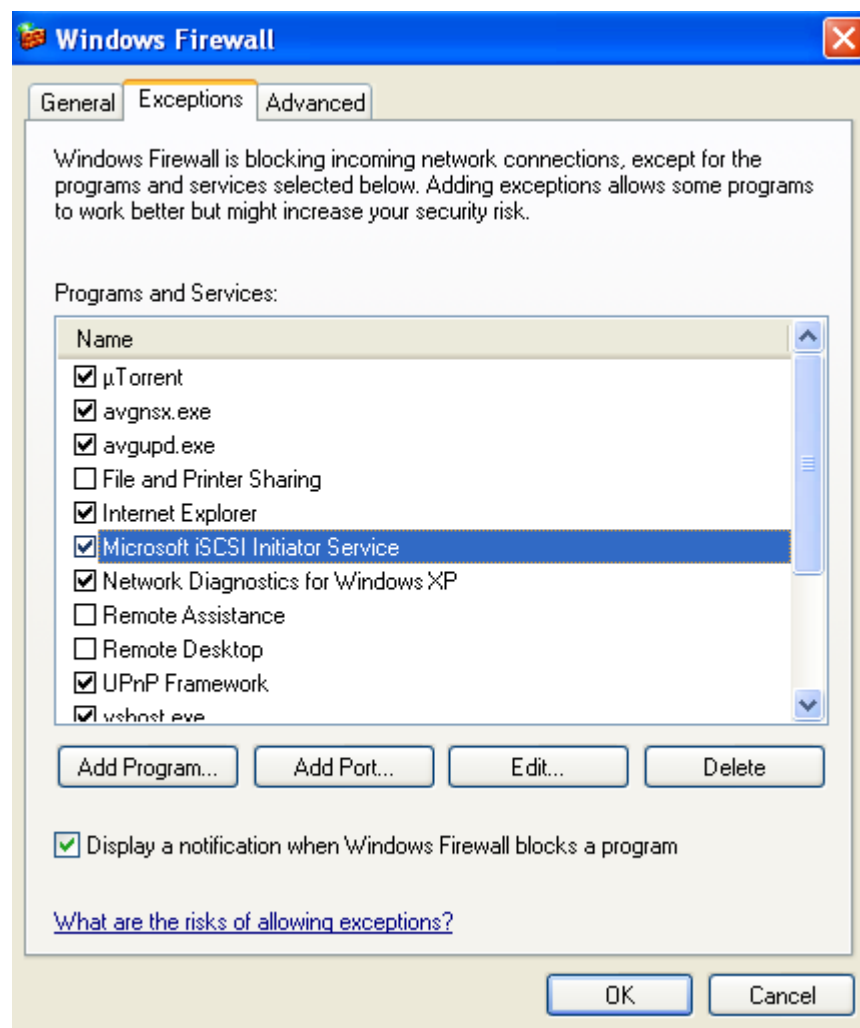 Windows Firewall
General Exceptions Advanced
Windows Firewall is blocking incoming network connections, except for the
programs and services selected below. Adding exceptions allows some programs
to work better but might increase your security risk.
Programs and Services:
Name
µTorrent
avgnsx.exe
avgupd.exe
File and Printer Sharing
Internet Explorer
Microsoft iSCSI Initiator Service
Network Diagnostics for Windows XP
Remote Assistance
Remote Desktop
UPnP Framework
vshost.exe
Add Program... Add Port... Edit... Delete
Display a notification when Windows Firewall blocks a program
What are the risks of allowing exceptions?
OK Cancel